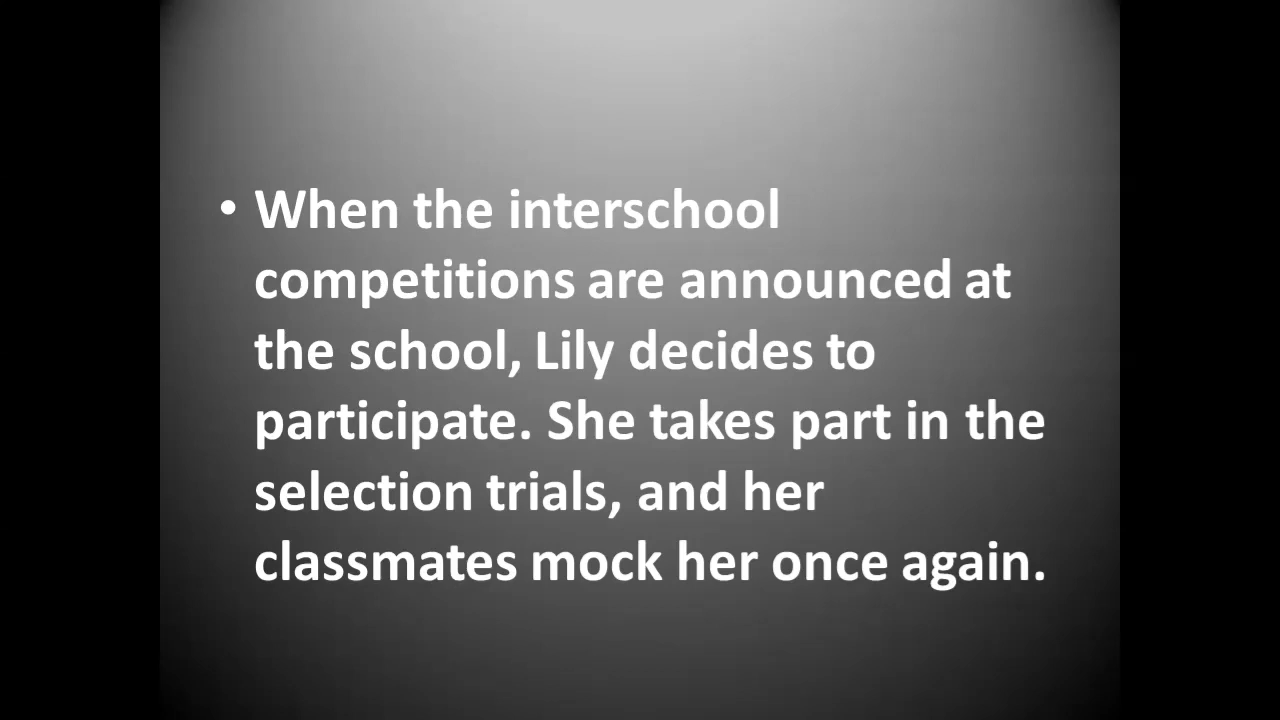 • When the interschool
competitions are announced at
the school, Lily decides to
participate. She takes part in the
selection trials, and her
classmates mock her once again.